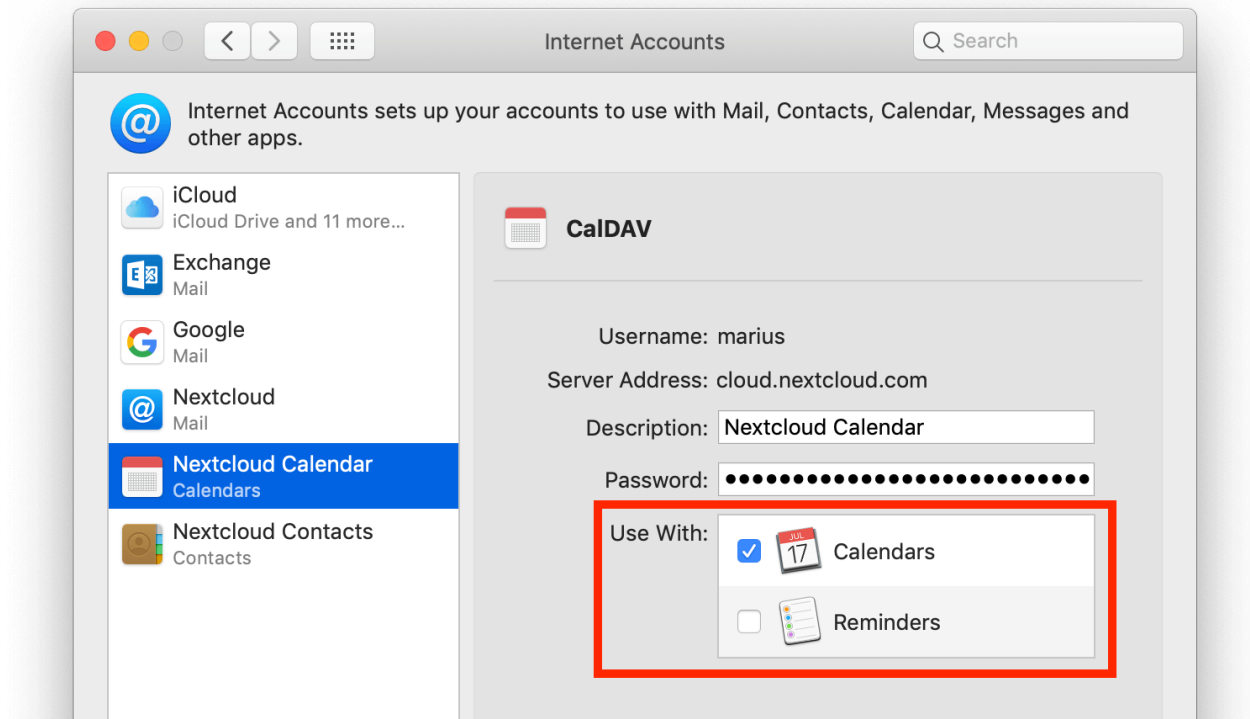 Internet Accounts
Search
Internet Accounts sets up your accounts to use with Mail, Contacts, Calendar, Messages and
other apps.
iCloud
iCloud Drive and 11 more...
Exchange
Mail
Google
Mail
Nextcloud
Mail
Nextcloud Calendar
Calendars
Nextcloud Contacts
Contacts
CalDAV
Username: marius
Server Address: cloud.nextcloud.com
Description: Nextcloud Calendar
Password: ●●●●●●●●●●●●●●●●●●●●●●●●●●●
Use With:
JUL
17
Calendars
Reminders